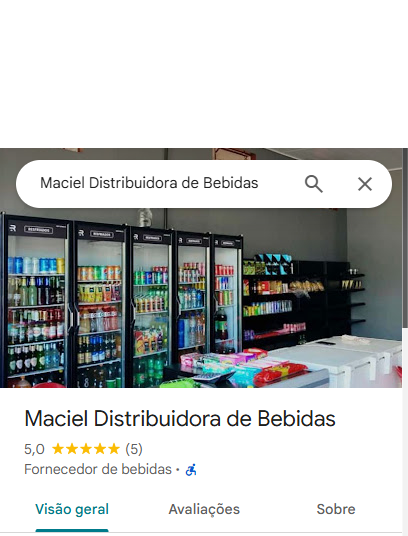 Maciel Distribuidora de Bebidas
Maciel Distribuidora de Bebidas
5,0 ★★★★★ (5)
Fornecedor de bebidas ·
Visão geral
Avaliações
Sobre